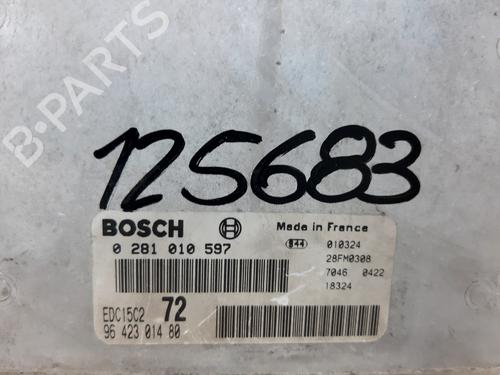 B-PARTS
125683
BOSCH
Made in France
0 281 010 597
844
010324
28FM0308
7046 0422
18324
EDC15C2 72
96 423 014 80